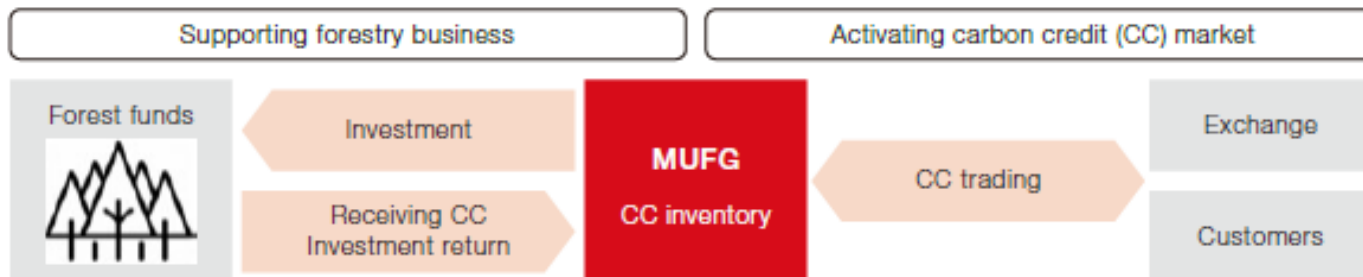 Supporting forestry business
Activating carbon credit (CC) market
Forest funds
Investment
Receiving CC
Investment return
MUFG
CC inventory
CC trading
Exchange
Customers